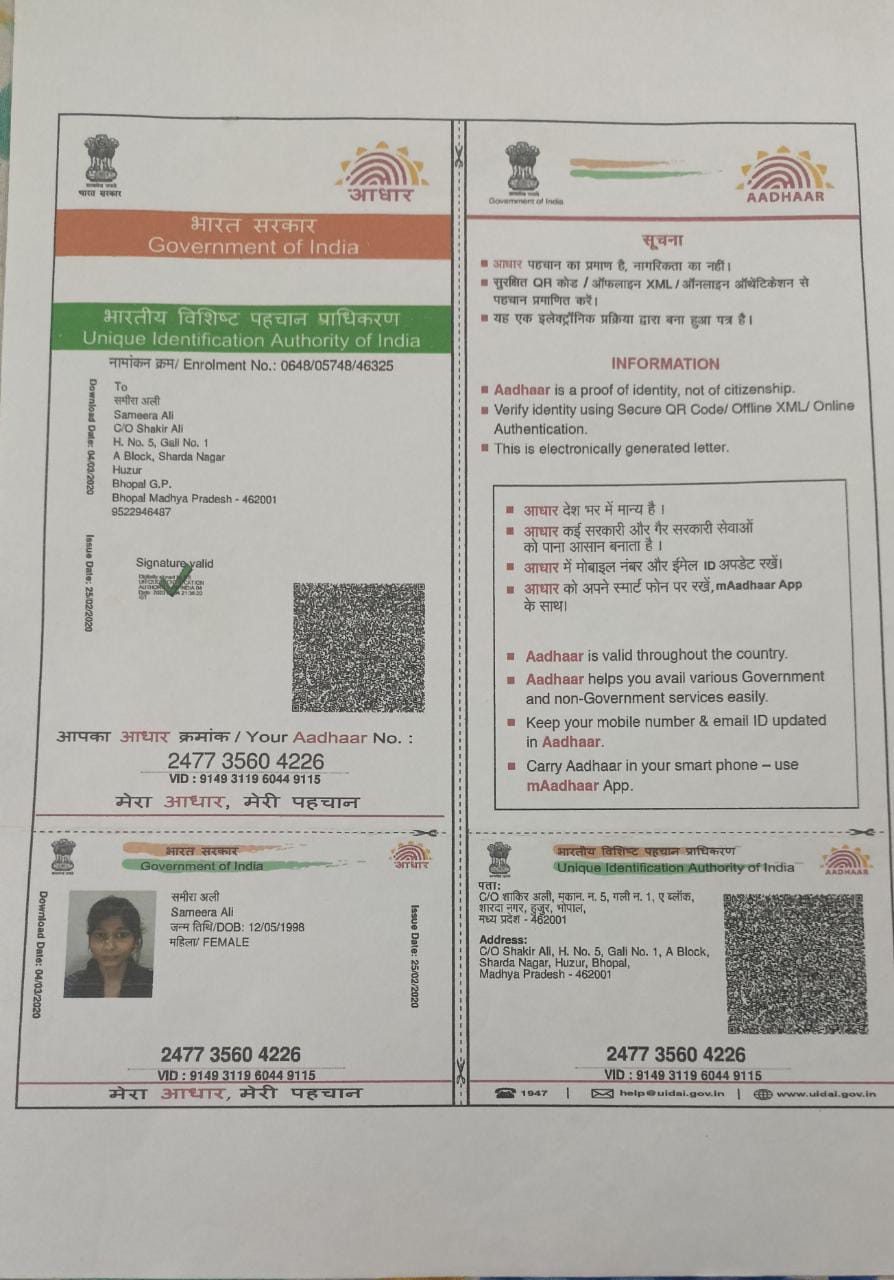 भारत सरकार
आधार
भारत सरकार
Government of India
भारतीय विशिष्ट पहचान प्राधिकरण
Unique Identification Authority of India
नामांकन क्रम/ Enrolment No.: 0648/05748/46325
Download Date: 04/03/2020
To
समीरा अली
Sameera Ali
C/O Shakir Ali
H. No. 5, Gali No. 1
A Block, Sharda Nagar
Huzur
Bhopal G.P.
Bhopal Madhya Pradesh - 462001
9522946487
Issue Date: 25/02/2020
Signature valid
आपका आधार क्रमांक / Your Aadhaar No. :
2477 3560 4226
VID : 9149 3119 6044 9115
मेरा आधार, मेरी पहचान
Government of India
AADHAAR
सूचना
आधार पहचान का प्रमाण है, नागरिकता का नहीं।
सुरक्षित QR कोड / ऑफलाइन XML / ऑनलाइन ऑथेंटिकेशन से
पहचान प्रमाणित करें।
यह एक इलेक्ट्रॉनिक प्रक्रिया द्वारा बना हुआ पत्र है।
INFORMATION
Aadhaar is a proof of identity, not of citizenship.
Verify identity using Secure QR Code/ Offline XML/ Online
Authentication.
This is electronically generated letter.
आधार देश भर में मान्य है ।
आधार कई सरकारी और गैर सरकारी सेवाओं
को पाना आसान बनाता है ।
आधार में मोबाइल नंबर और ईमेल ID अपडेट रखें।
आधार को अपने स्मार्ट फोन पर रखें, mAadhaar App
के साथ।
Aadhaar is valid throughout the country.
Aadhaar helps you avail various Government
and non-Government services easily.
Keep your mobile number & email ID updated
in Aadhaar.
Carry Aadhaar in your smart phone – use
mAadhaar App.
भारत सरकार
Government of India
आधार
Download Date: 04/03/2020
समीरा अली
Sameera Ali
जन्म तिथि/DOB: 12/05/1998
महिला/ FEMALE
Issue Date: 25/02/2020
2477 3560 4226
VID : 9149 3119 6044 9115
मेरा आधार, मेरी पहचान
भारतीय विशिष्ट पहचान प्राधिकरण
Unique Identification Authority of India
AADHAAR
पता:
C/O शाकिर अली, मकान. न. 5, गली न. 1, ए ब्लॉक,
शारदा नगर, हुजुर, भोपाल,
मध्य प्रदेश - 462001
Address:
C/O Shakir Ali, H. No. 5, Gali No. 1, A Block,
Sharda Nagar, Huzur, Bhopal,
Madhya Pradesh - 462001
2477 3560 4226
VID : 9149 3119 6044 9115
1947 | help@uidai.gov.in | www.uidai.gov.in